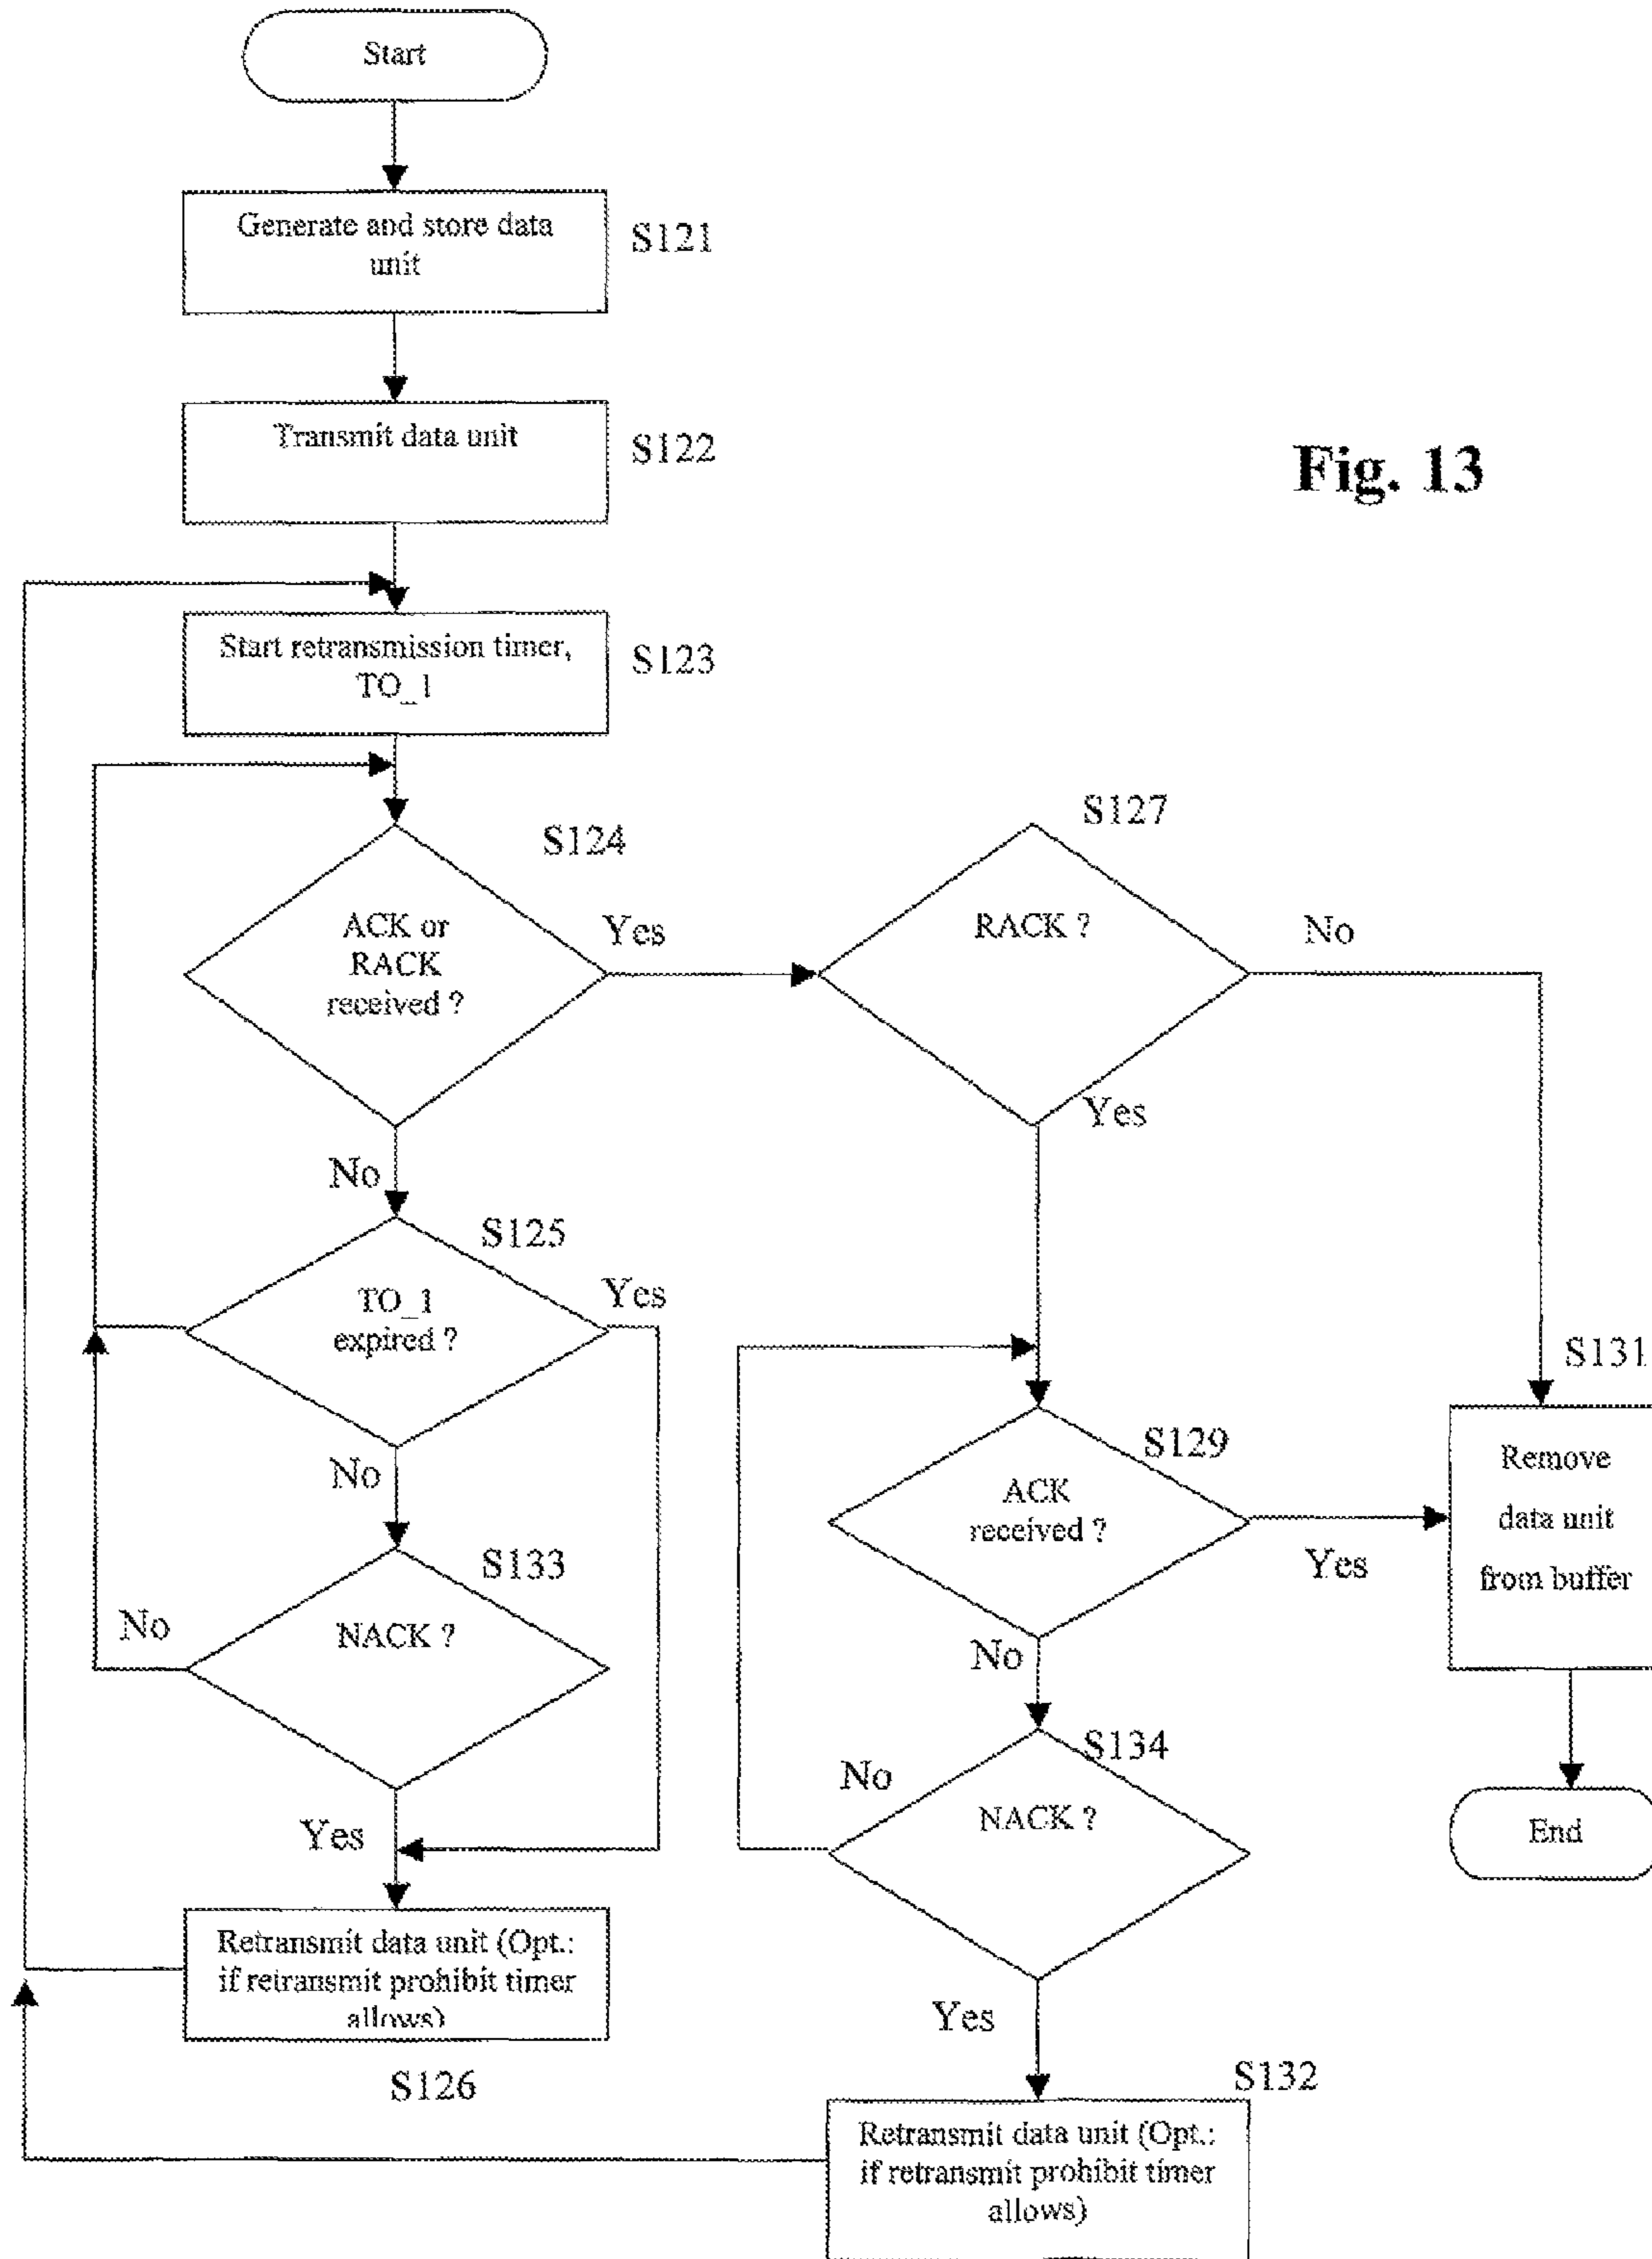 Start
Generate and store data
unit
S121
Transmit data unit
S122
Fig. 13
Start retransmission timer,
TO_1
S123
S124
ACK or
RACK
received ?
Yes
No
S127
RACK ?
No
Yes
S125
TO_1
expired ?
Yes
No
S133
NACK ?
No
Yes
Retransmit data unit (Opt.:
if retransmit prohibit timer
allows)
S126
S129
ACK
received ?
Yes
No
S131
Remove
data unit
from buffer
End
S134
NACK ?
No
Yes
S132
Retransmit data unit (Opt.:
if retransmit prohibit timer
allows)